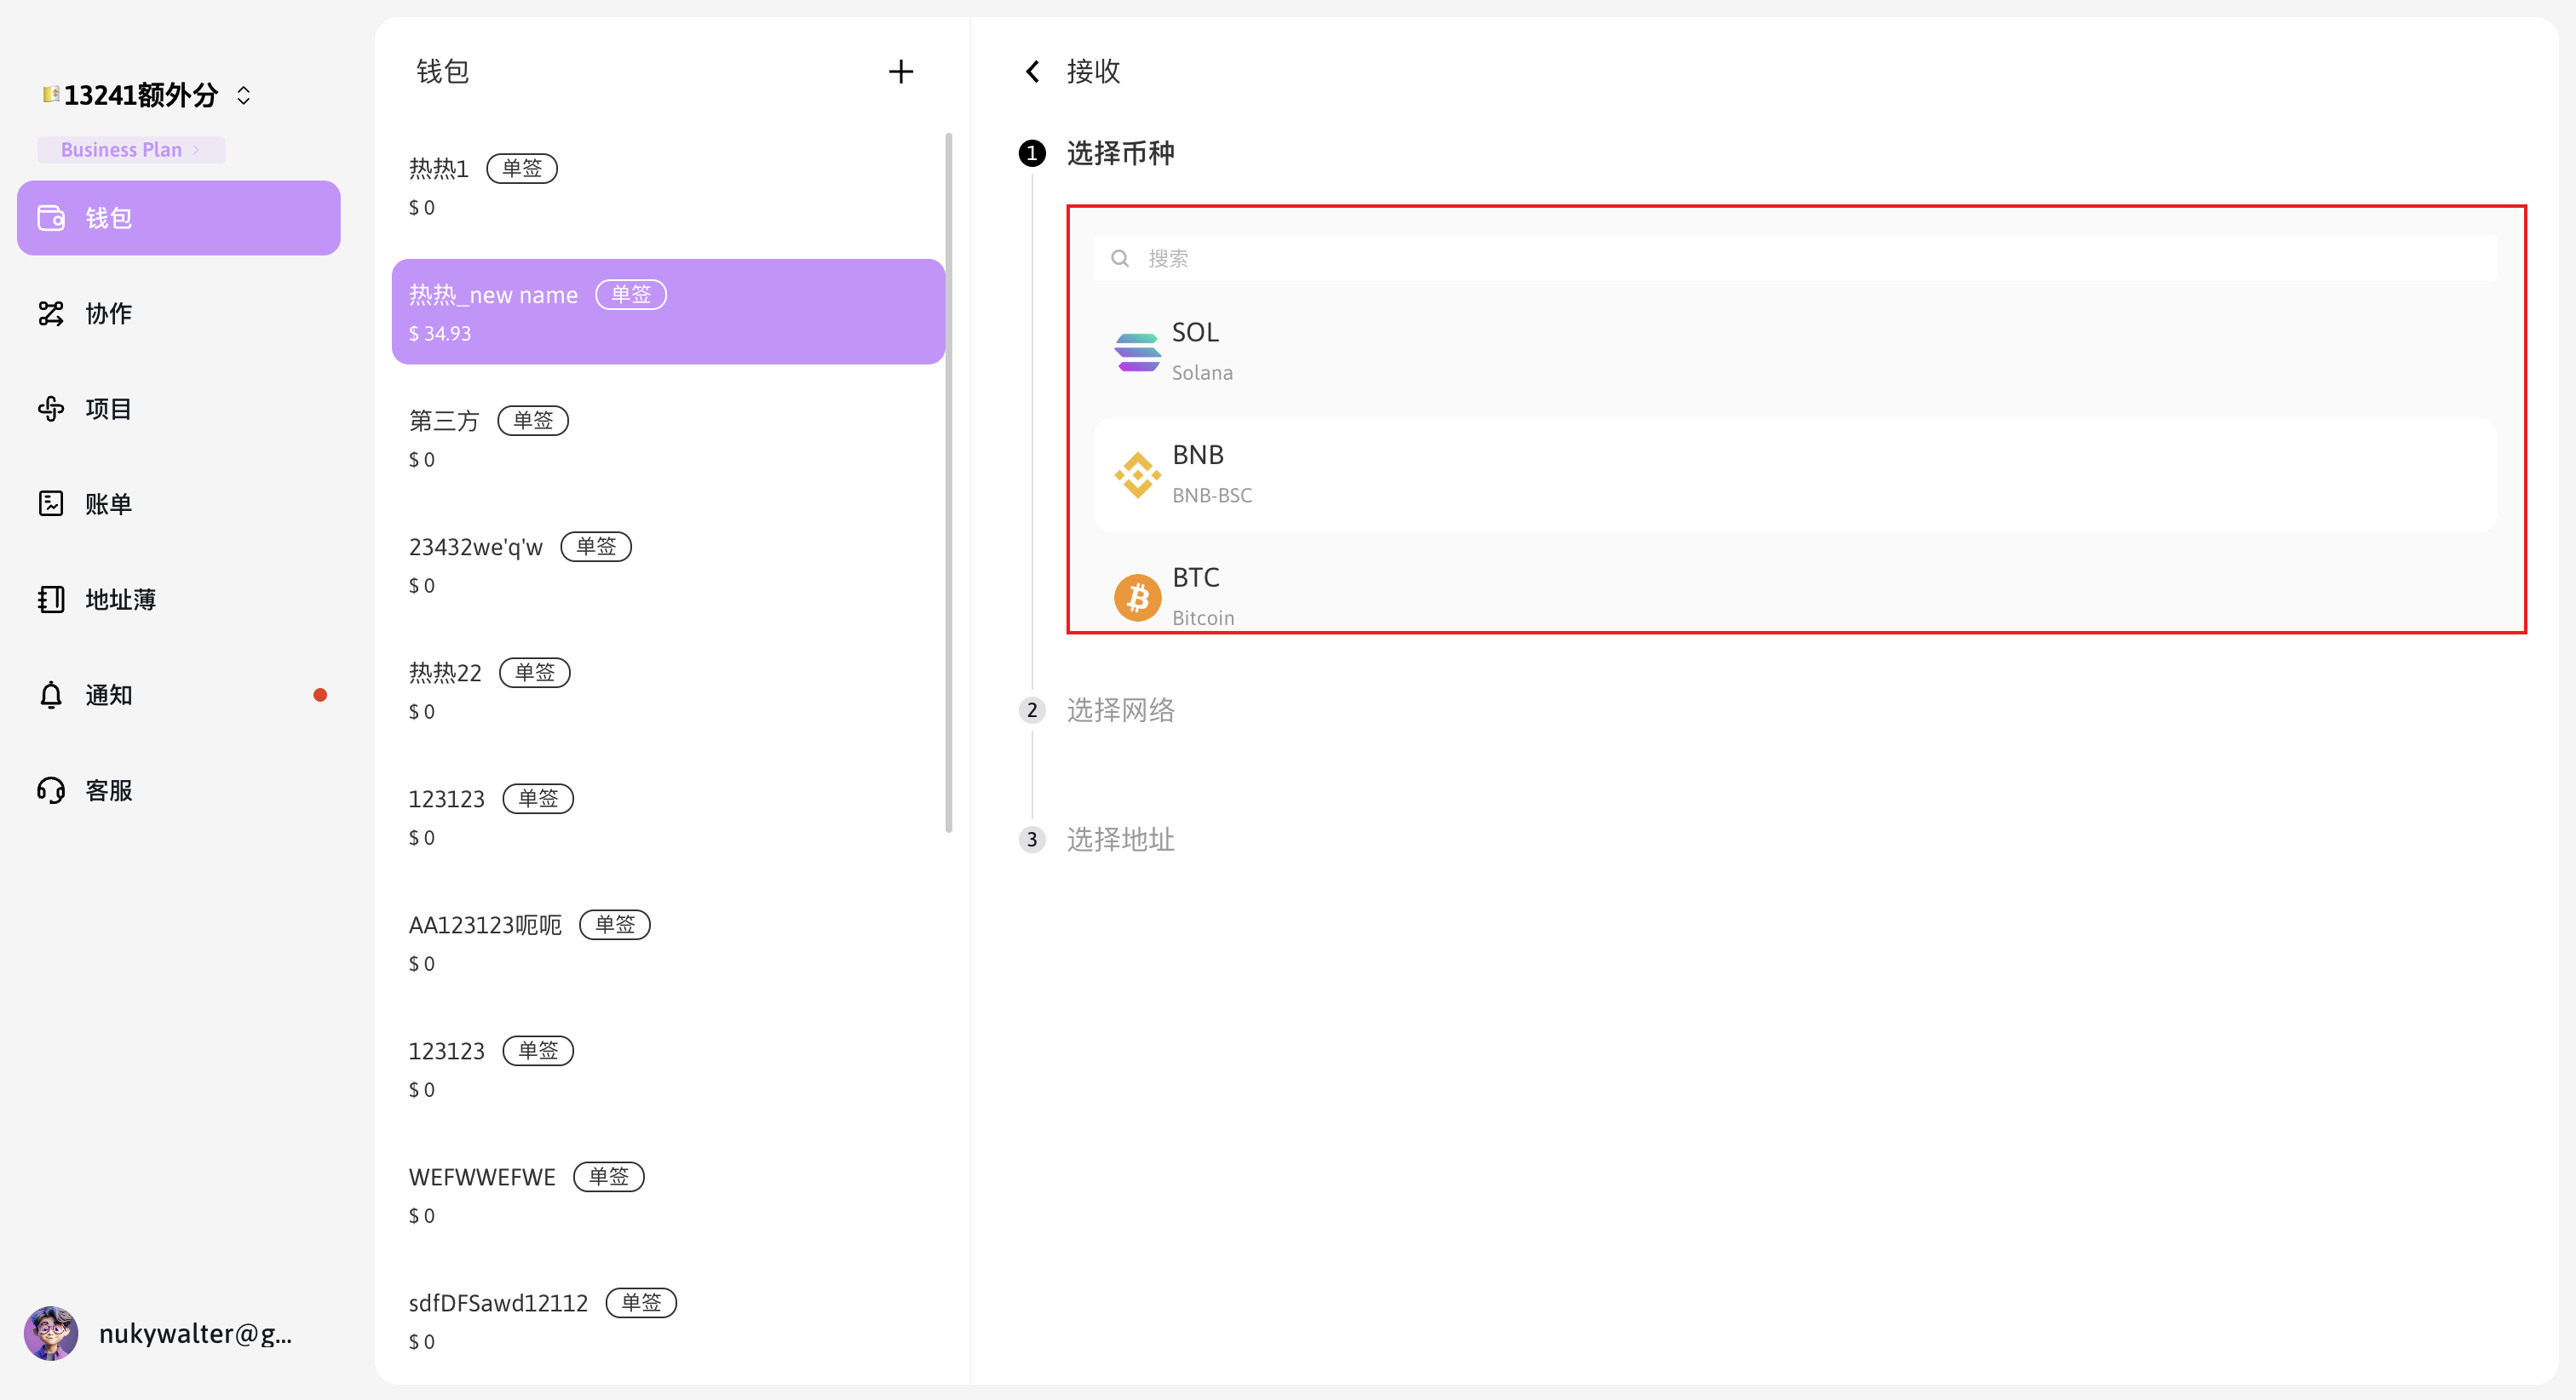 13241额外分
Business Plan
钱包
协作
项目
账单
地址薄
通知
客服
nukywalter@g...
钱包
热热1 单签
$ 0
热热_new name 单签
$ 34.93
第三方 单签
$ 0
23432we'q'w 单签
$ 0
热热22 单签
$ 0
123123 单签
$ 0
AA123123呃呃 单签
$ 0
123123 单签
$ 0
WEFWWEFWE 单签
$ 0
sdfDFSawd12112 单签
$ 0
接收
1 选择币种
搜索
SOL
Solana
BNB
BNB-BSC
BTC
Bitcoin
2 选择网络
3 选择地址